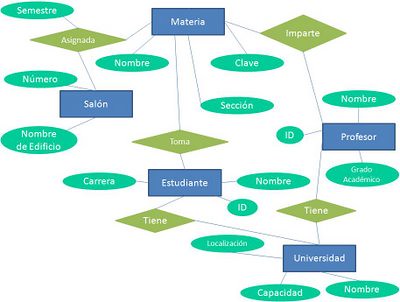 Semestre
Materia
Asignada
Imparte
Nombre
Clave
Número
Salón
Sección
Nombre
Nombre
de Edificio
ID
Profesor
Toma
Grado
Académico
Carrera
Estudiante
Nombre
ID
Tiene
Tiene
Localización
Universidad
Capacidad
Nombre